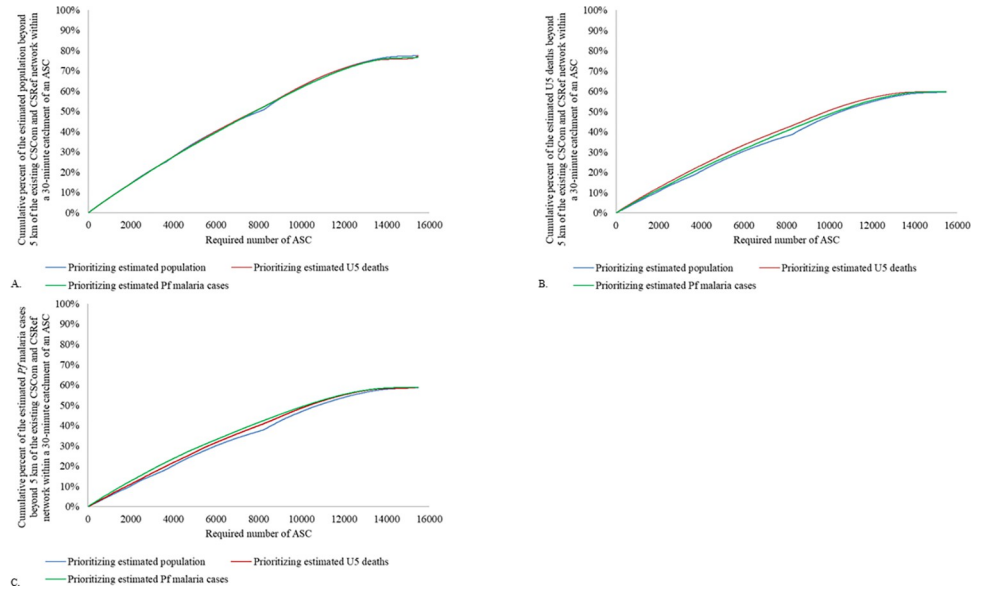 Cumulative percent of the estimated population beyond
5 km of the existing CSCom and CSRef network within
a 30-minute catchment of an ASC
100%
90%
80%
70%
60%
50%
40%
30%
20%
10%
0%
0 2000 4000 6000 8000 10000 12000 14000 16000
Required number of ASC
Prioritizing estimated population Prioritizing estimated U5 deaths
Prioritizing estimated Pf malaria cases
A.
Cumulative percent of the estimated U5 deaths beyond
5 km of the existing CSCom and CSRef network within
a 30-minute catchment of an ASC
100%
90%
80%
70%
60%
50%
40%
30%
20%
10%
0%
0 2000 4000 6000 8000 10000 12000 14000 16000
Required number of ASC
Prioritizing estimated population Prioritizing estimated U5 deaths
Prioritizing estimated Pf malaria cases
B.
Cumulative percent of the estimated Pf malaria cases
beyond 5 km of the existing CSCom and CSRef
network within a 30-minute catchment of an ASC
100%
90%
80%
70%
60%
50%
40%
30%
20%
10%
0%
0 2000 4000 6000 8000 10000 12000 14000 16000
Required number of ASC
Prioritizing estimated population Prioritizing estimated U5 deaths
Prioritizing estimated Pf malaria cases
C.